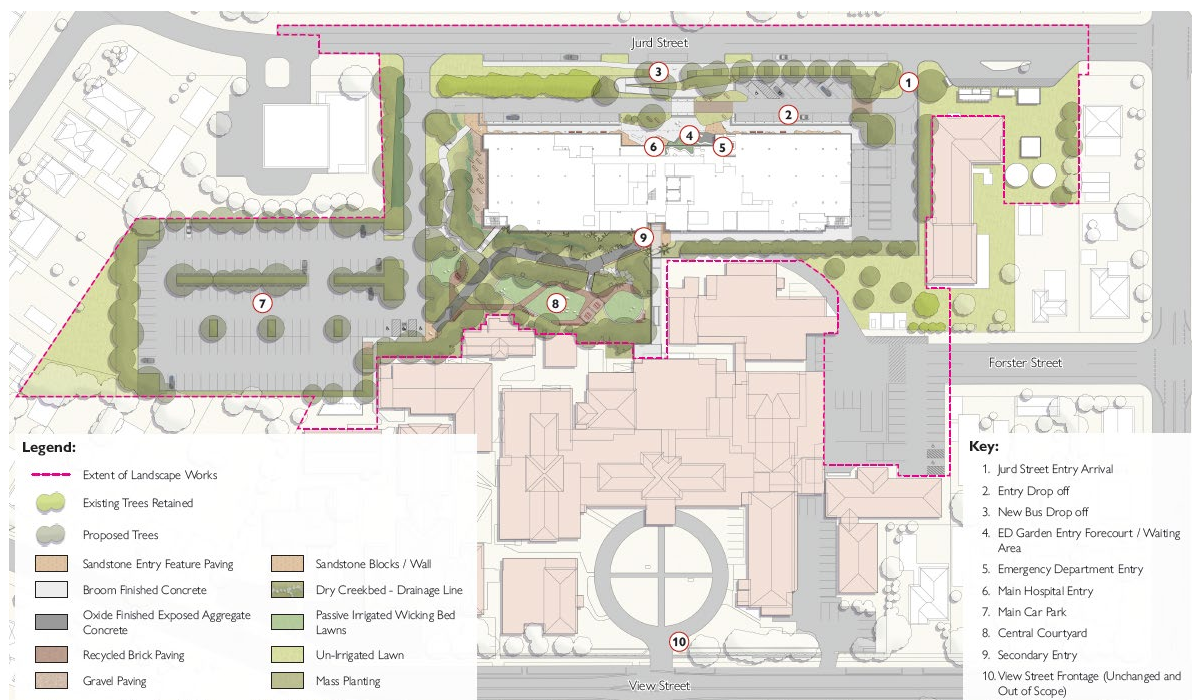 Jurd Street
3
1
2
4
6
5
9
8
7
Forster Street
Legend:
Extent of Landscape Works
Existing Trees Retained
Proposed Trees
Sandstone Entry Feature Paving
Broom Finished Concrete
Oxide Finished Exposed Aggregate
Concrete
Recycled Brick Paving
Gravel Paving
Sandstone Blocks / Wall
Dry Creekbed - Drainage Line
Passive Irrigated Wicking Bed
Lawns
Un-Irrigated Lawn
Mass Planting
Key:
1. Jurd Street Entry Arrival
2. Entry Drop off
3. New Bus Drop off
4. ED Garden Entry Forecourt / Waiting
Area
5. Emergency Department Entry
6. Main Hospital Entry
7. Main Car Park
8. Central Courtyard
9. Secondary Entry
10. View Street Frontage (Unchanged and
Out of Scope)
10
View Street